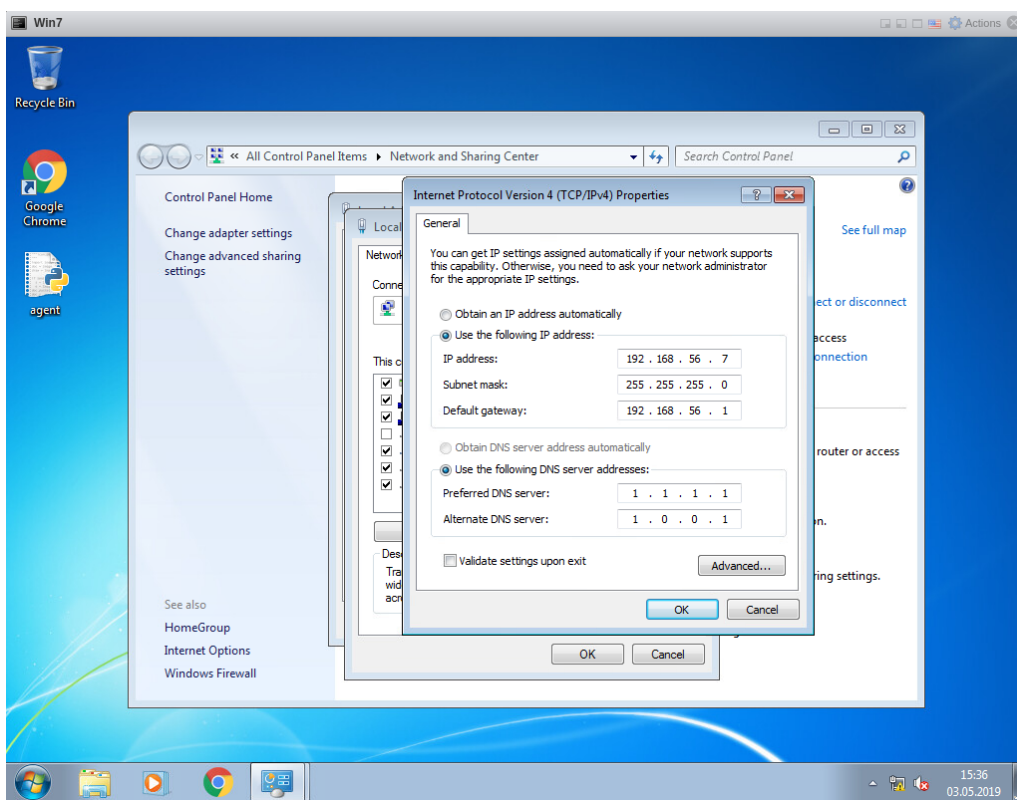 Win7
Actions
Recycle Bin
Google
Chrome
agent
« All Control Panel Items Network and Sharing Center
Search Control Panel
Control Panel Home
Change adapter settings
Change advanced sharing
settings
See also
HomeGroup
Internet Options
Windows Firewall
See full map
access
router or access
settings.
Local
This
OK Cancel
Internet Protocol Version 4 (TCP/IPv4) Properties
General
You can get IP settings assigned automatically if your network supports
this capability. Otherwise, you need to ask your network administrator
for the appropriate IP settings.
Obtain an IP address automatically
Use the following IP address:
IP address: 192 . 168 . 56 . 7
Subnet mask: 255 . 255 . 255 . 0
Default gateway: 192 . 168 . 56 . 1
Obtain DNS server address automatically
Use the following DNS server addresses:
Preferred DNS server: 1 . 1 . 1 . 1
Alternate DNS server: 1 . 0 . 0 . 1
Validate settings upon exit
Advanced...
OK Cancel
or disconnect
15:36
03.05.2019